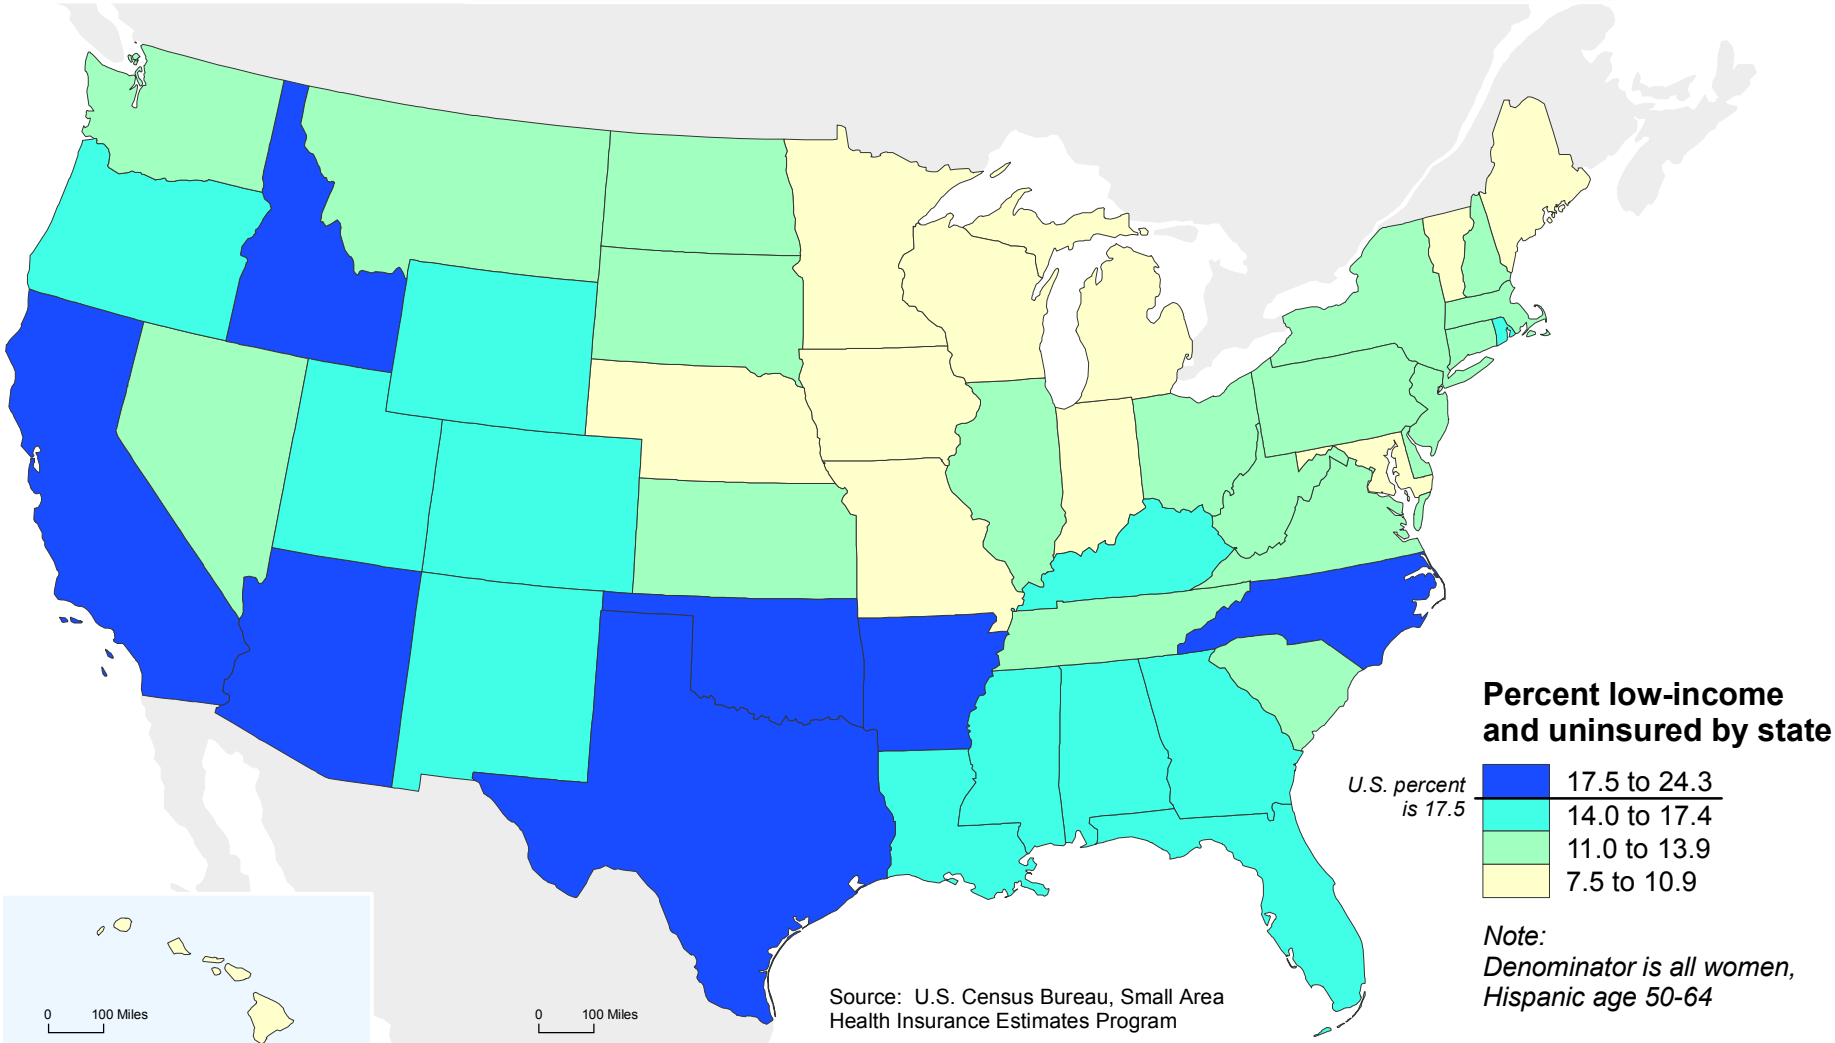 Percent low-income
and uninsured by state
U.S. percent
is 17.5
17.5 to 24.3
14.0 to 17.4
11.0 to 13.9
7.5 to 10.9
Note:
Denominator is all women,
Hispanic age 50-64
Source:  U.S. Census Bureau, Small Area
Health Insurance Estimates Program
0 100 Miles
0 100 Miles